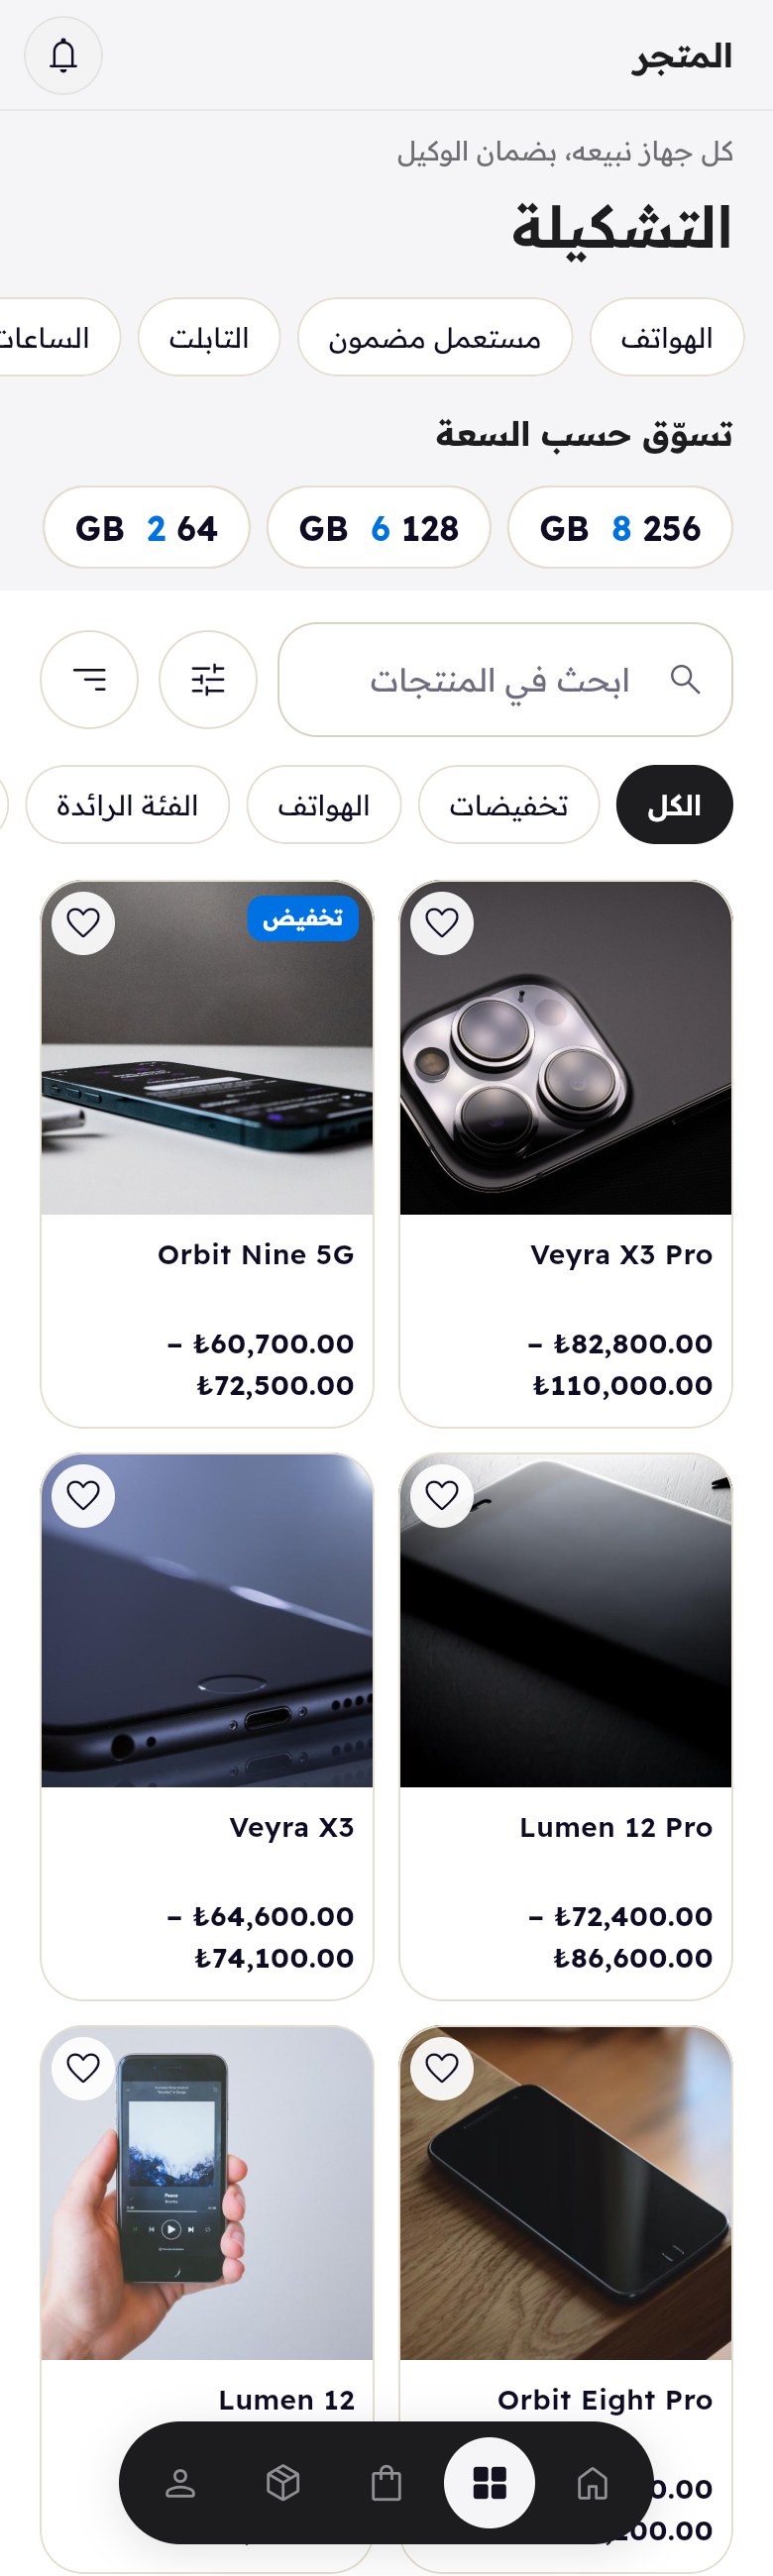 المتجر
كل جهاز نبيعه، بضمان الوكيل
التشكيلة
الهواتف
مستعمل مضمون
التابلت
الساعات
تسوّق حسب السعة
256 GB 8
128 GB 6
64 GB 2
ابحث في المنتجات
الكل
تخفيضات
الهواتف
الفئة الرائدة
Veyra X3 Pro
₺82,800.00 –
₺110,000.00
تخفيض
Orbit Nine 5G
₺60,700.00 –
₺72,500.00
Lumen 12 Pro
₺72,400.00 –
₺86,600.00
Veyra X3
₺64,600.00 –
₺74,100.00
Orbit Eight Pro
Lumen 12